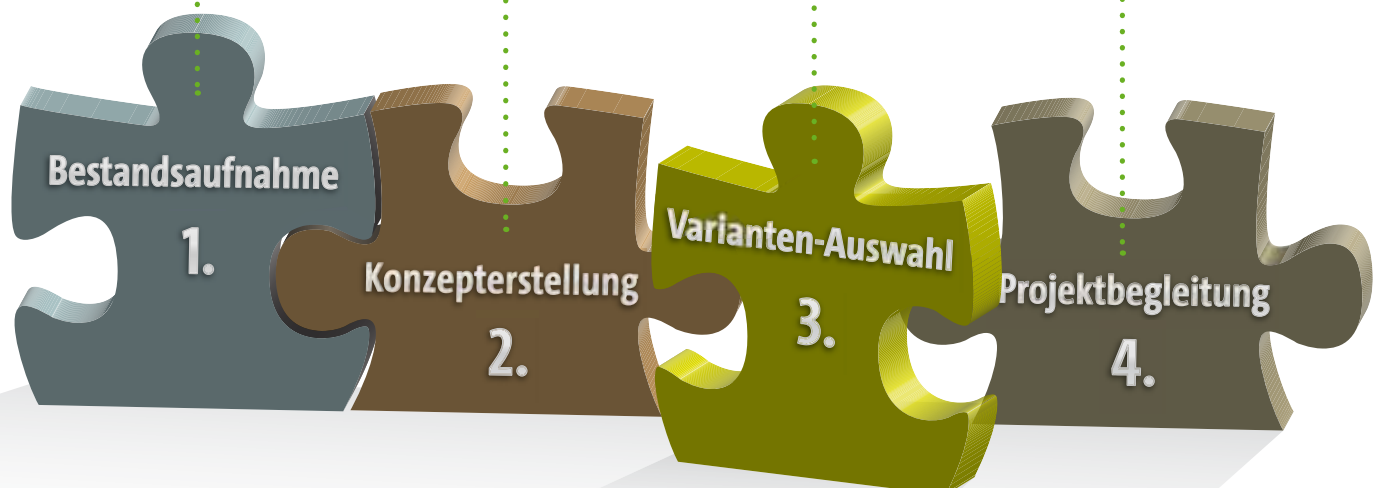 Bestandsaufnahme
1.
Konzepterstellung
2.
Varianten-Auswahl
3.
Projektbegleitung
4.